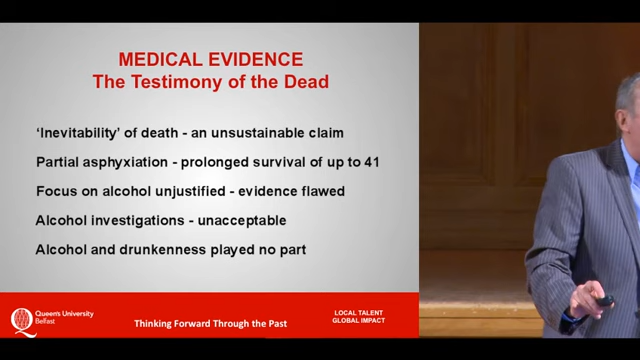 MEDICAL EVIDENCE
The Testimony of the Dead
‘Inevitability’ of death - an unsustainable claim
Partial asphyxiation - prolonged survival of up to 41
Focus on alcohol unjustified - evidence flawed
Alcohol investigations - unacceptable
Alcohol and drunkenness played no part
Queen's University
Belfast
Thinking Forward Through the Past
LOCAL TALENT
GLOBAL IMPACT